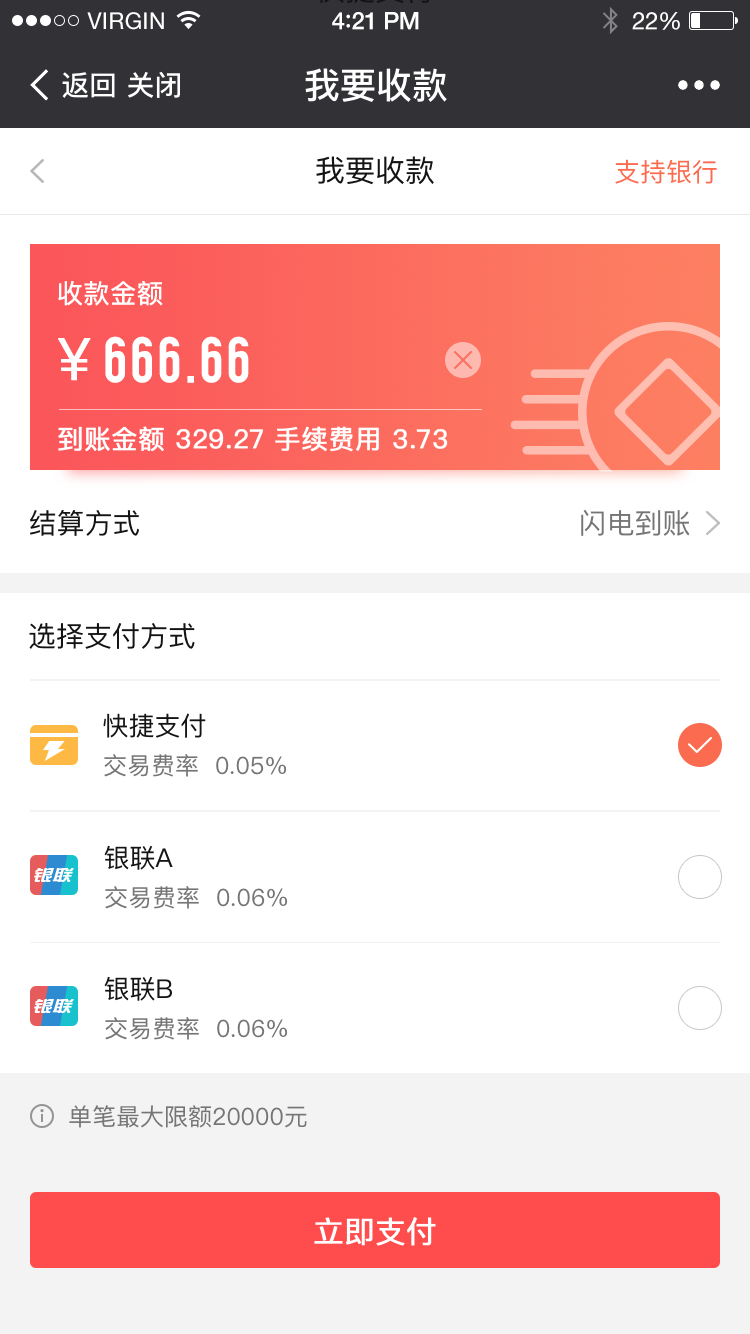 VIRGIN 4:21 PM 22%
返回 关闭 我要收款
我要收款 支持银行
收款金额
¥ 666.66
到账金额 329.27 手续费用 3.73
结算方式 闪电到账
选择支付方式
快捷支付
交易费率 0.05%
银联A
银联
交易费率 0.06%
银联B
银联
交易费率 0.06%
单笔最大限额20000元
立即支付